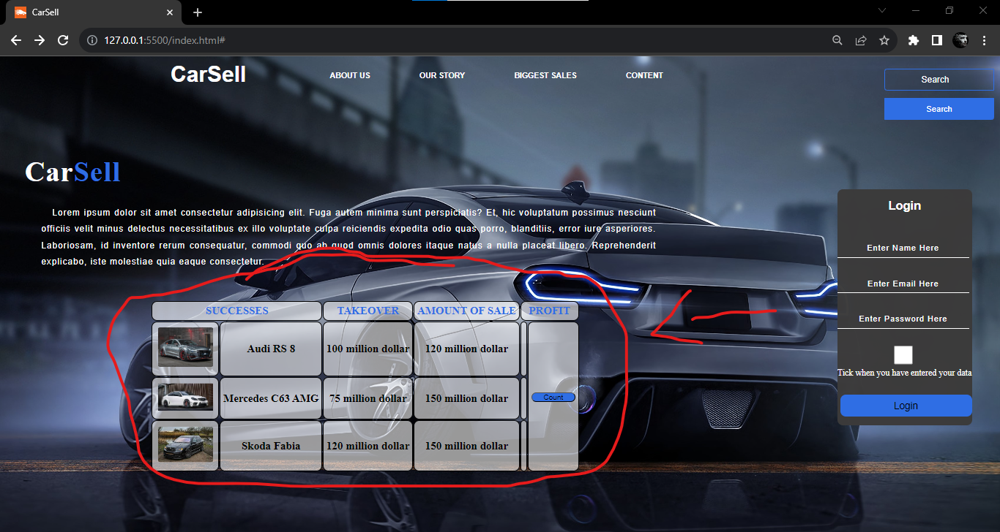 CarSell
127.0.0.1:5500/index.html#
CarSell
ABOUT US
OUR STORY
BIGGEST SALES
CONTENT
Search
Search
CarSell
Lorem ipsum dolor sit amet consectetur adipisicing elit. Fuga autem minima sunt perspiciatis? Et, hic voluptatum possimus nesciunt
officiis velit minus delectus necessitatibus ex illo voluptate culpa reiciendis expedita odio quas porro, blanditiis, error iure asperiores.
Laboriosam, id inventore rerum consequatur, commodi quo ab quod omnis dolores itaque natus a nulla placeat libero. Reprehenderit
explicabo, iste molestiae quia eaque consectetur.
Login
Enter Name Here
Enter Email Here
Enter Password Here
Tick when you have entered your data
Login
SUCCESSES TAKEOVER AMOUNT OF SALE PROFIT
Audi RS 8 100 million dollar 120 million dollar
Mercedes C63 AMG 75 million dollar 150 million dollar
Count
Skoda Fabia 120 million dollar 150 million dollar